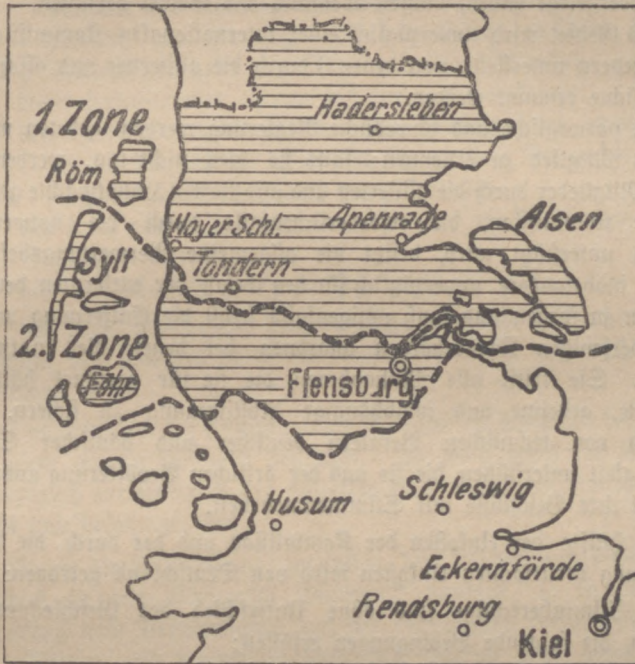 Hadersleben
1. Zone
Röm
Hoyer Schl.
Apenrade
Alsen
Sylt
Tondern
2. Zone
Föhr
Flensburg
Husum
Schleswig
Eckernförde
Rendsburg
Kiel